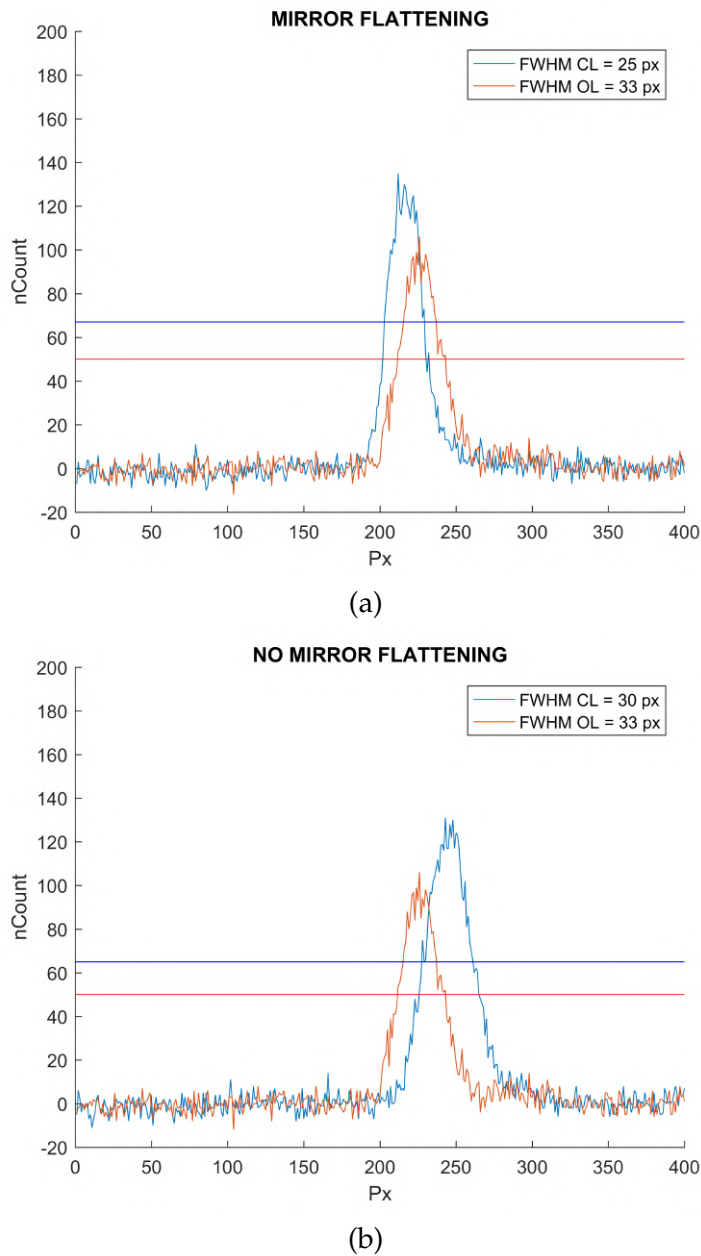 MIRROR FLATTENING
200
180
160
140
120
100
80
60
40
20
0
-20
nCount
FWHM CL = 25 px
FWHM OL = 33 px
0 50 100 150 200 250 300 350 400
Px
(a)
NO MIRROR FLATTENING
200
180
160
140
120
100
80
60
40
20
0
-20
nCount
FWHM CL = 30 px
FWHM OL = 33 px
0 50 100 150 200 250 300 350 400
Px
(b)